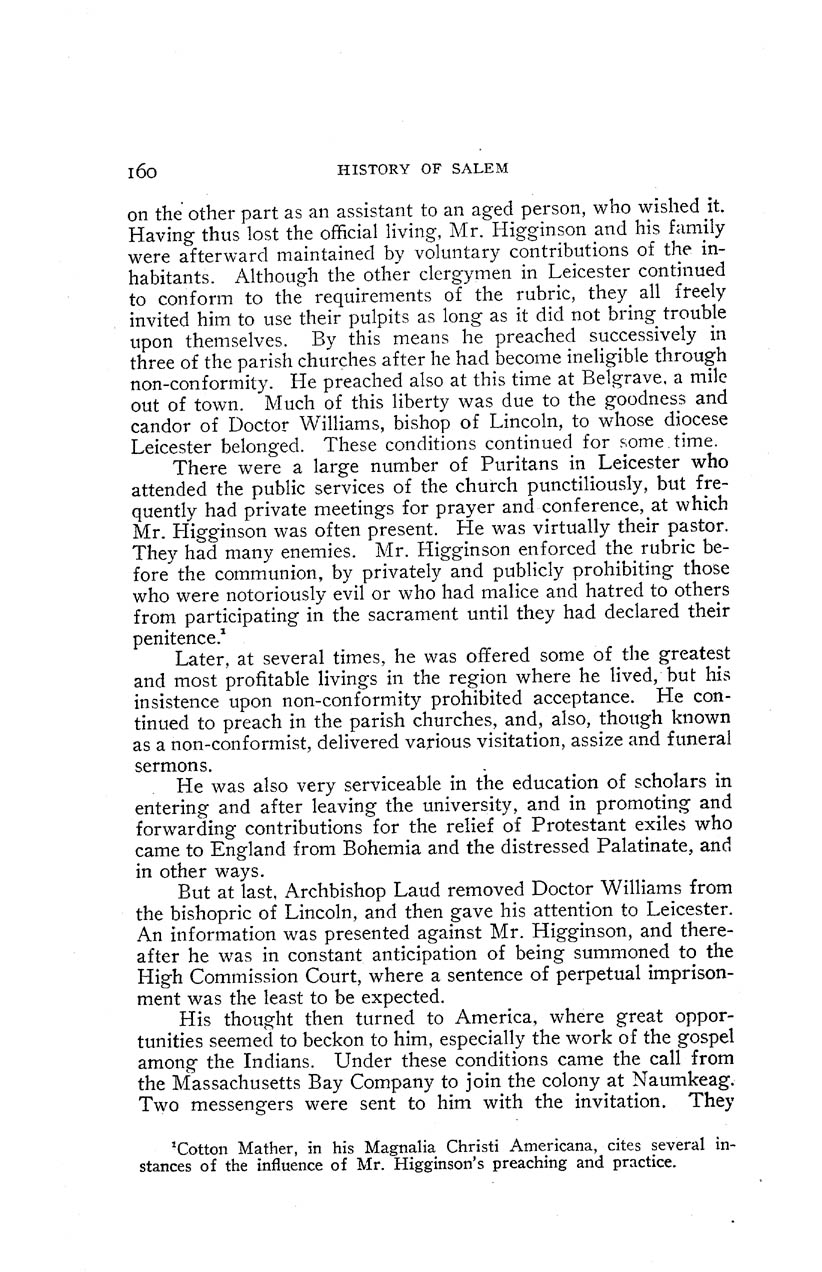 160 HISTORY OF SALEM
on the other part as an assistant to an aged person, who wished it.
Having thus lost the official living, Mr. Higginson and his family
were afterward maintained by voluntary contributions of the in-
habitants. Although the other clergymen in Leicester continued
to conform to the requirements of the rubric, they all freely
invited him to use their pulpits as long as it did not bring trouble
upon themselves. By this means he preached successively in
three of the parish churches after he had become ineligible through
non-conformity. He preached also at this time at Belgrave, a mile
out of town. Much of this liberty was due to the goodness and
candor of Doctor Williams, bishop of Lincoln, to whose diocese
Leicester belonged. These conditions continued for some time.
There were a large number of Puritans in Leicester who
attended the public services of the church punctiliously, but fre-
quently had private meetings for prayer and conference, at which
Mr. Higginson was often present. He was virtually their pastor.
They had many enemies. Mr. Higginson enforced the rubric be-
fore the communion, by privately and publicly prohibiting those
who were notoriously evil or who had malice and hatred to others
from participating in the sacrament until they had declared their
penitence.¹
Later, at several times, he was offered some of the greatest
and most profitable livings in the region where he lived, but his
insistence upon non-conformity prohibited acceptance. He con-
tinued to preach in the parish churches, and, also, though known
as a non-conformist, delivered various visitation, assize and funeral
sermons.
He was also very serviceable in the education of scholars in
entering and after leaving the university, and in promoting and
forwarding contributions for the relief of Protestant exiles who
came to England from Bohemia and the distressed Palatinate, and
in other ways.
But at last, Archbishop Laud removed Doctor Williams from
the bishopric of Lincoln, and then gave his attention to Leicester.
An information was presented against Mr. Higginson, and there-
after he was in constant anticipation of being summoned to the
High Commission Court, where a sentence of perpetual imprison-
ment was the least to be expected.
His thought then turned to America, where great oppor-
tunities seemed to beckon to him, especially the work of the gospel
among the Indians. Under these conditions came the call from
the Massachusetts Bay Company to join the colony at Naumkeag.
Two messengers were sent to him with the invitation. They
¹Cotton Mather, in his Magnalia Christi Americana, cites several in-
stances of the influence of Mr. Higginson's preaching and practice.